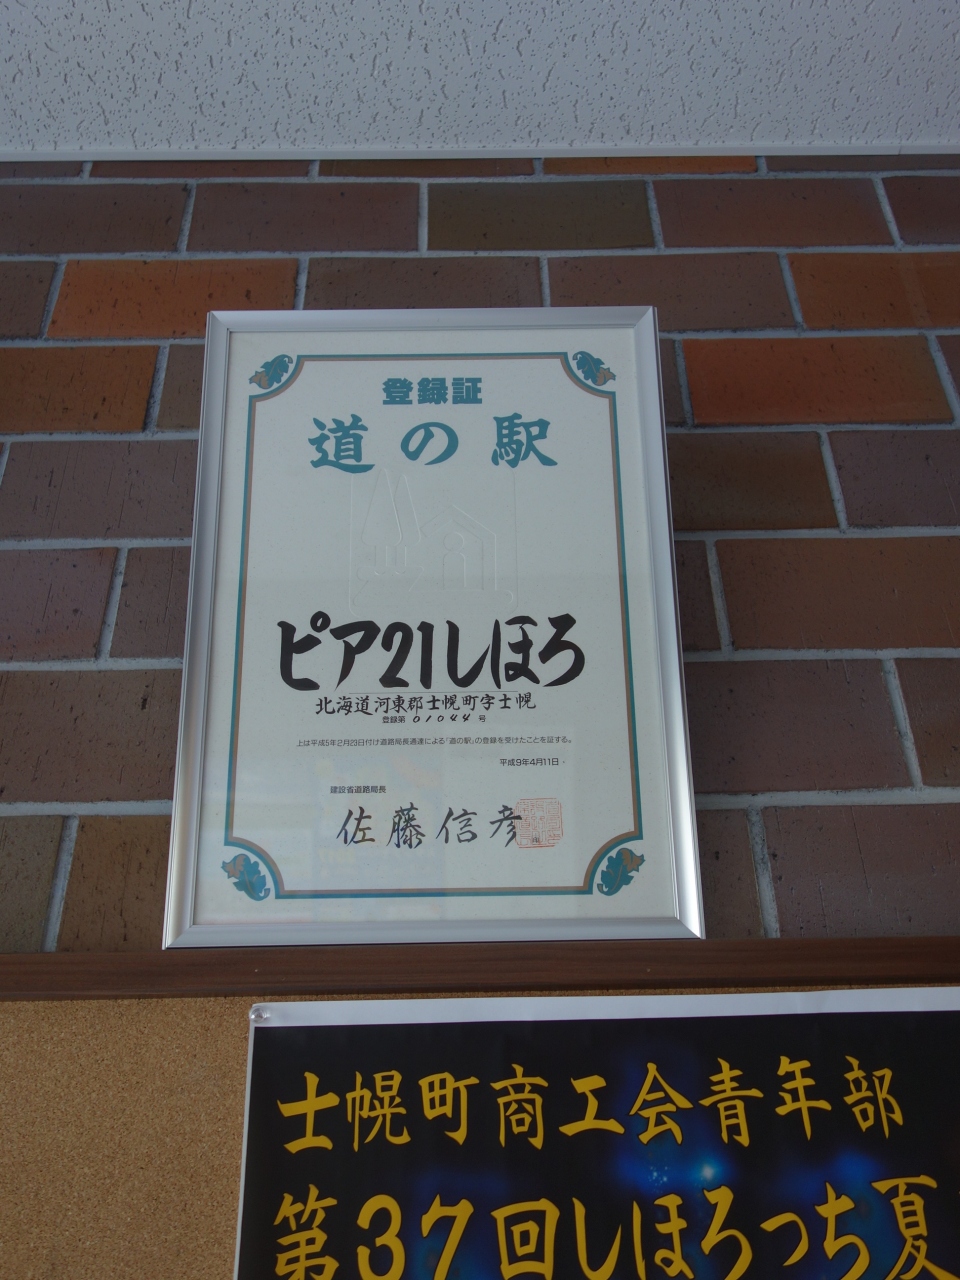 登録証
道の駅
ピア21しほろ
北海道河東郡士幌町字士幌
登録第 01044 号
上は平成5年2月23日付け道路局長通達による「道の駅」の登録を受けたことを証する。
平成9年4月11日
建設省道路局長
佐藤信彦
士幌町商工会青年部
第37回しほろっち夏